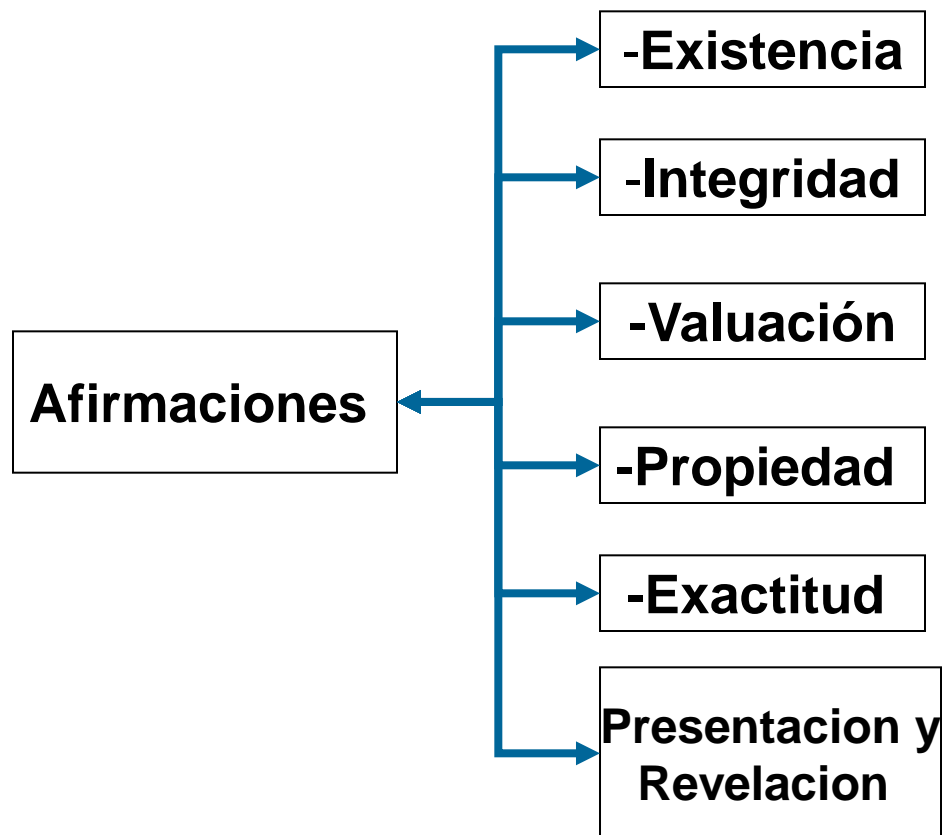 -Existencia
-Integridad
-Valuación
Afirmaciones
-Propiedad
-Exactitud
Presentacion y
Revelacion